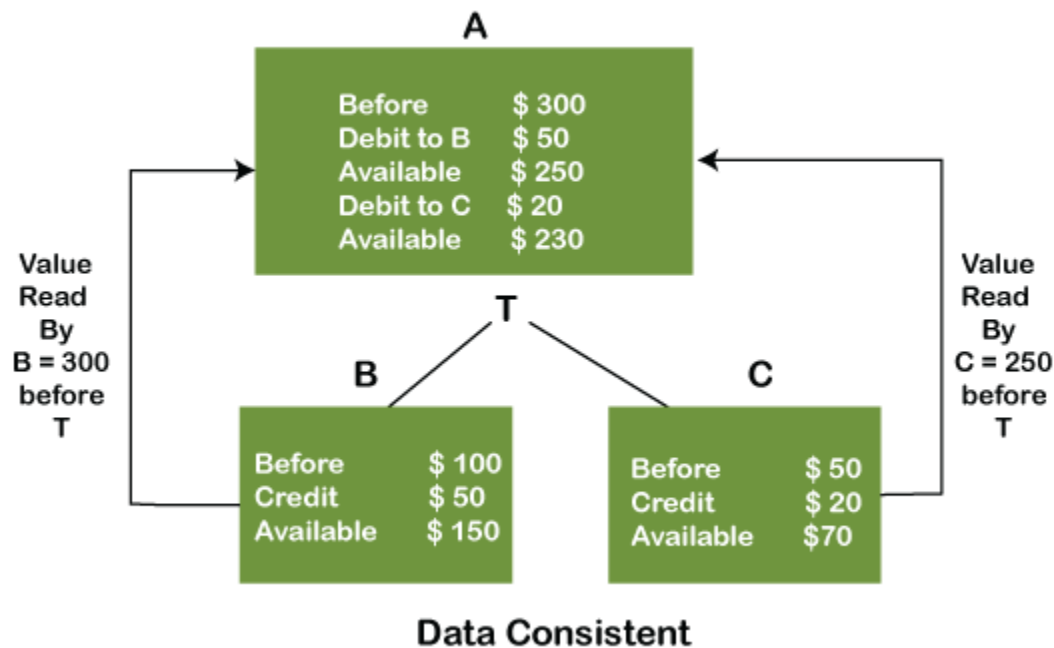 A
Before $ 300
Debit to B $ 50
Available $ 250
Debit to C $ 20
Available $ 230
Value
Read
By
B = 300
before
T
Value
Read
By
C = 250
before
T
T
B
Before $ 100
Credit $ 50
Available $ 150
C
Before $ 50
Credit $ 20
Available $70
Data Consistent